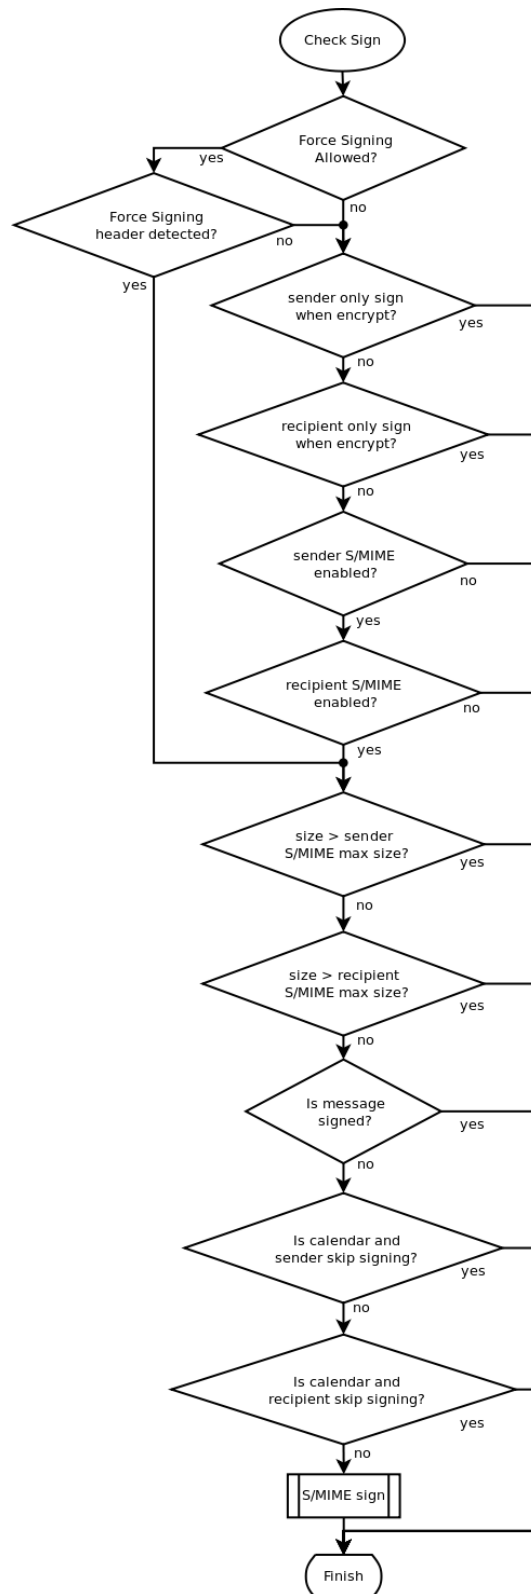 Check Sign
Force Signing
Allowed?
yes
no
Force Signing
header detected?
no
yes
sender only sign
when encrypt?
yes
no
recipient only sign
when encrypt?
yes
no
sender S/MIME
enabled?
no
yes
recipient S/MIME
enabled?
no
yes
size > sender
S/MIME max size?
yes
no
size > recipient
S/MIME max size?
yes
no
Is message
signed?
yes
no
Is calendar and
sender skip signing?
yes
no
Is calendar and
recipient skip signing?
yes
no
S/MIME sign
Finish